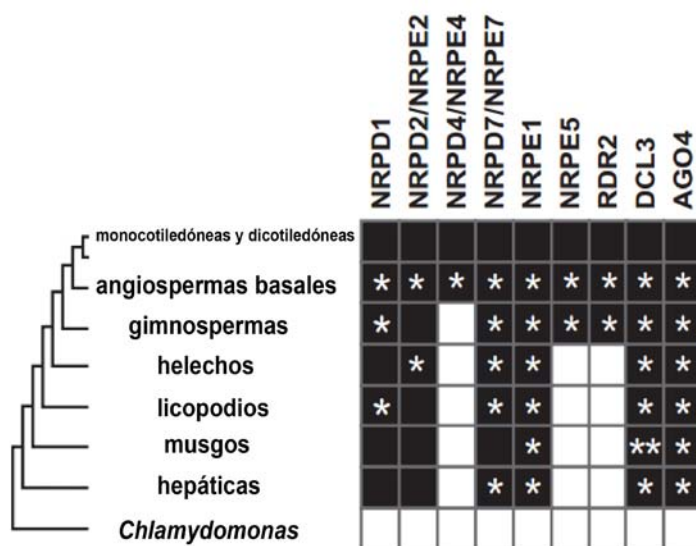 NRPD1
NRPD2/NRPE2
NRPD4/NRPE4
NRPD7/NRPE7
NRPE1
NRPE5
RDR2
DCL3
AGO4
monocotiledóneas y dicotiledóneas
angiospermas basales * * * * * * * * *
gimnospermas * * * * * * *
helechos * * * * *
licopodios * * * * *
musgos * ** *
hepáticas * * * *
Chlamydomonas